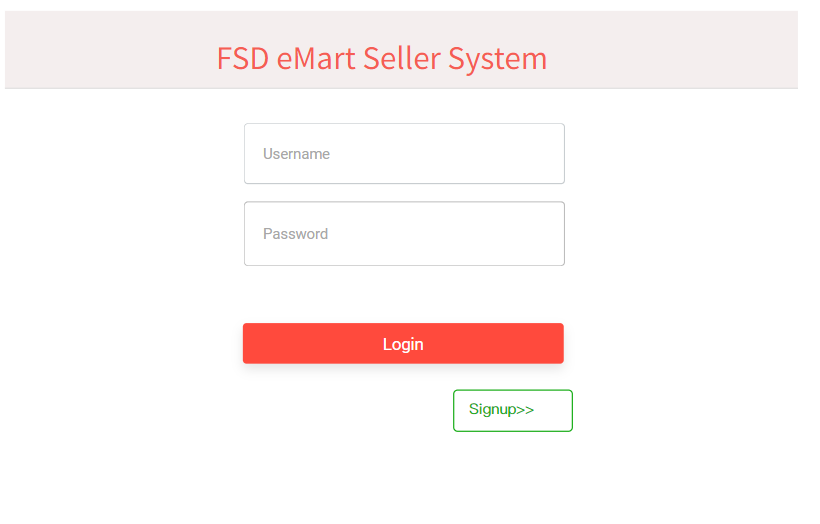 FSD eMart Seller System
Username
Password
Login
Signup>>